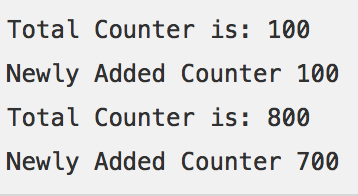 Total Counter is: 100
Newly Added Counter 100
Total Counter is: 800
Newly Added Counter 700